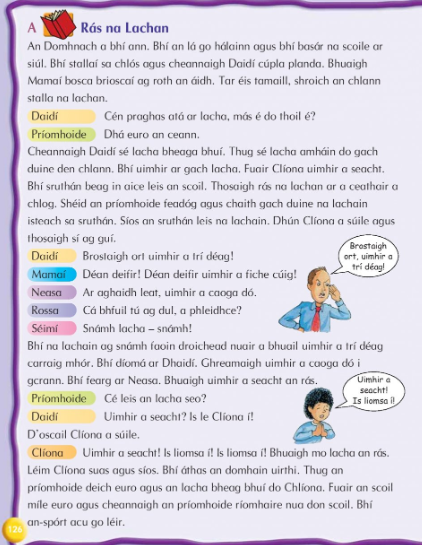 A Rás na Lachan
An Domhnach a bhí ann. Bhí an lá go hálainn agus bhí basár na scoile ar
siúl. Bhí stallaí sa chlós agus cheannaigh Daidí cúpla planda. Bhuaigh
Mamaí bosca brioscaí ag roth an áidh. Tar éis tamaill, shroich an chlann
stalla na lachan.
Daidí Cén praghas atá ar lacha, más é do thoil é?
Príomhoide Dhá euro an ceann.
Cheannaigh Daidí sé lacha bheaga bhuí. Thug sé lacha amháin do gach
duine den chlann. Bhí uimhir ar gach lacha. Fuair Clíona uimhir a seacht.
Bhí sruthán beag in aice leis an scoil. Thosaigh rás na lachan ar a ceathair a
chlog. Shéid an príomhoide feadóg agus chaith gach duine na lachain
isteach sa sruthán. Síos an sruthán leis na lachain. Dhún Clíona a súile agus
thosaigh sí ag guí.
Daidí Brostaigh ort uimhir a trí déag!
Mamaí Déan deifir! Déan deifir uimhir a fiche cúig!
Neasa Ar aghaidh leat, uimhir a caoga dó.
Rossa Cá bhfuil tú ag dul, a phleidhce?
Séimí Snámh lacha – snámh!
Brostaigh
ort, uimhir a
trí déag!
Bhí na lachain ag snámh faoin droichead nuair a bhuail uimhir a trí déag
carraig mhór. Bhí díomá ar Dhaidí. Ghreamaigh uimhir a caoga dó i
gcrann. Bhí fearg ar Neasa. Bhuaigh uimhir a seacht an rás.
Príomhoide Cé leis an lacha seo?
Daidí Uimhir a seacht? Is le Clíona í!
D'oscail Clíona a súile.
Uimhir a
seacht!
Is liomsa í!
Clíona Uimhir a seacht! Is liomsa í! Is liomsa í! Bhuaigh mo lacha an rás.
Léim Clíona suas agus síos. Bhí áthas an domhain uirthi. Thug an
príomhoide deich euro agus an lacha bheag bhuí do Chlíona. Fuair an scoil
míle euro agus cheannaigh an príomhoide ríomhaire nua don scoil. Bhí
an-spórt acu go léir.
126